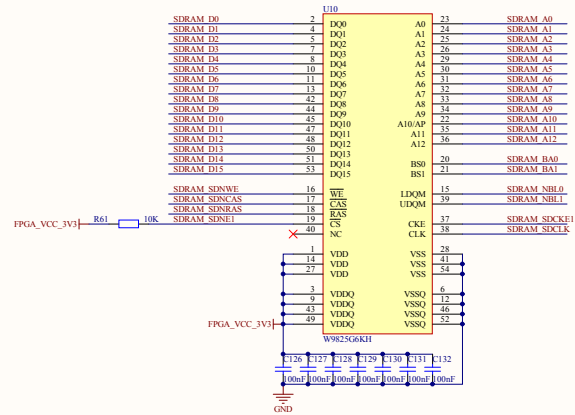 U10
SDRAM_D0 2 DQ0 A0 23 SDRAM_A0
SDRAM_D1 4 DQ1 A1 24 SDRAM_A1
SDRAM_D2 5 DQ2 A2 25 SDRAM_A2
SDRAM_D3 7 DQ3 A3 26 SDRAM_A3
SDRAM_D4 8 DQ4 A4 29 SDRAM_A4
SDRAM_D5 10 DQ5 A5 30 SDRAM_A5
SDRAM_D6 11 DQ6 A6 31 SDRAM_A6
SDRAM_D7 13 DQ7 A7 32 SDRAM_A7
SDRAM_D8 42 DQ8 A8 33 SDRAM_A8
SDRAM_D9 44 DQ9 A9 34 SDRAM_A9
SDRAM_D10 45 DQ10 A10/AP 22 SDRAM_A10
SDRAM_D11 47 DQ11 A11 35 SDRAM_A11
SDRAM_D12 48 DQ12 A12 36 SDRAM_A12
SDRAM_D13 50 DQ13
SDRAM_D14 51 DQ14 BS0 20 SDRAM_BA0
SDRAM_D15 53 DQ15 BS1 21 SDRAM_BA1
SDRAM_SDNWE 16 WE LDQM 15 SDRAM_NBL0
SDRAM_SDNCAS 17 CAS UDQM 39 SDRAM_NBL1
SDRAM_SDNRAS 18 RAS
FPGA_VCC_3V3 R61 10K SDRAM_SDNE1 19 CS CKE 37 SDRAM_SDCKE1
40 NC CLK 38 SDRAM_SDCLK
1 VDD VSS 28
14 VDD VSS 41
27 VDD VSS 54
3 VDDQ VSSQ 6
9 VDDQ VSSQ 12
43 VDDQ VSSQ 46
FPGA_VCC_3V3 49 VDDQ VSSQ 52
W9825G6KH
C126 C127 C128 C129 C130 C131 C132
100nF 100nF 100nF 100nF 100nF 100nF 100nF
GND